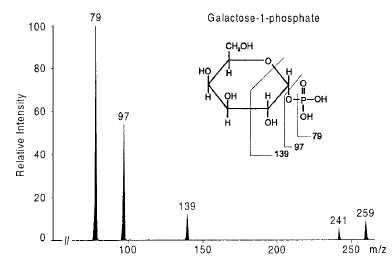 79
Galactose-1-phosphate
100
80
60
40
20
0
Relative Intensity
97
139
241
259
100
150
200
250
m/z
CH2OH
O
HO
H
H
H
OH
H
H
H
OH
O
O
P
OH
OH
79
97
139